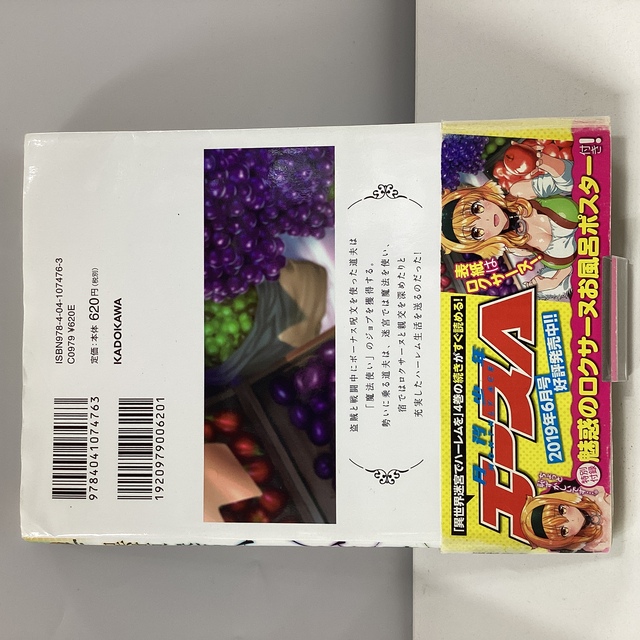 ISBN978-4-04-107476-3
C0979 ¥620E
定価:本体 620円(税別)
KADOKAWA
9784041074763
1920979006201
盗賊と戦闘中にボーナス呪文を使った道夫は
「魔法使い」のジョブを獲得する。
勢いに乗る道夫は、迷宮では魔法を使い、
宿ではロクサーヌと親交を深めたりと
充実したハーレム生活を送るのだった!
表紙は
ロクサーヌ!
「異世界迷宮でハーレムを」4巻の続きがすぐ読める!
エースA
2019年6月号
好評発売中!!
特別付録
魅惑のロクサーヌお風呂ポスター付き!